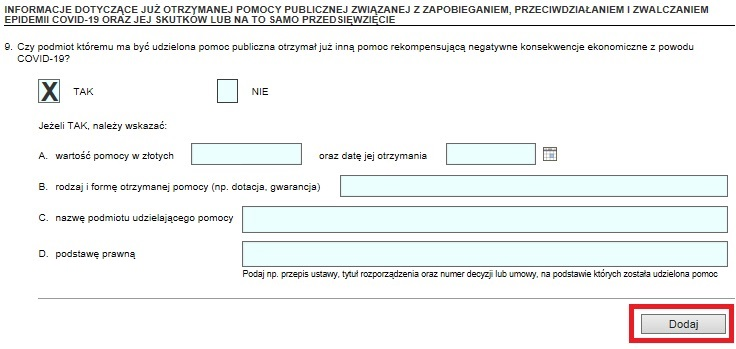 INFORMACJE DOTYCZĄCE JUŻ OTRZYMANEJ POMOCY PUBLICZNEJ ZWIĄZANEJ Z ZAPOBIEGANIEM, PRZECIWDZIAŁANIEM I ZWALCZANIEM
EPIDEMII COVID-19 ORAZ JEJ SKUTKÓW LUB NA TO SAMO PRZEDSIĘWZIĘCIE
9. Czy podmiot któremu ma być udzielona pomoc publiczna otrzymał już inną pomoc rekompensującą negatywne konsekwencje ekonomiczne z powodu
COVID-19?
X TAK NIE
Jeżeli TAK, należy wskazać:
A. wartość pomocy w złotych oraz datę jej otrzymania
B. rodzaj i formę otrzymanej pomocy (np. dotacja, gwarancja)
C. nazwę podmiotu udzielającego pomocy
D. podstawę prawną
Podaj np. przepis ustawy, tytuł rozporządzenia oraz numer decyzji lub umowy, na podstawie których została udzielona pomoc
Dodaj